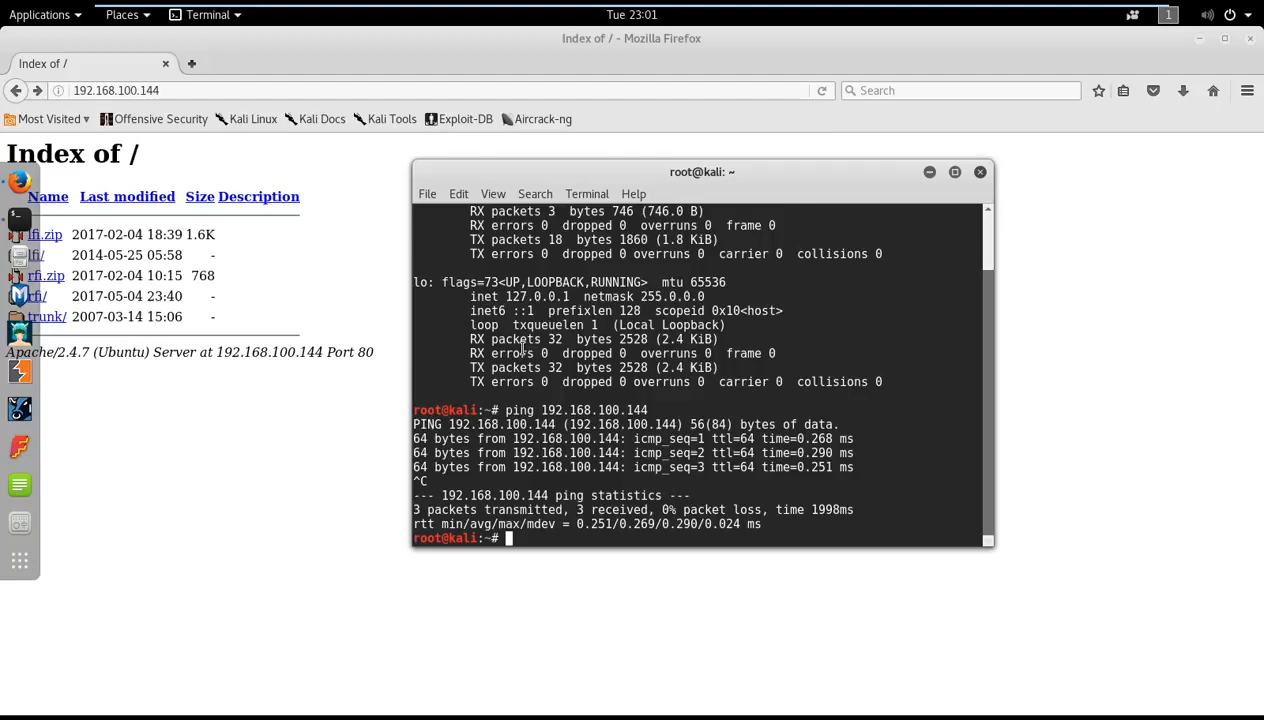 Applications Places Terminal Tue 23:01 1
Index of / - Mozilla Firefox
Index of /
192.168.100.144 Search
Most Visited Offensive Security Kali Linux Kali Docs Kali Tools Exploit-DB Aircrack-ng
Index of /
Name Last modified Size Description
lfi.zip 2017-02-04 18:39 1.6K
lfi/ 2014-05-25 05:58 -
rfi.zip 2017-02-04 10:15 768
rfi/ 2017-05-04 23:40 -
trunk/ 2007-03-14 15:06 -
Apache/2.4.7 (Ubuntu) Server at 192.168.100.144 Port 80
root@kali: ~
File Edit View Search Terminal Help
RX packets 3 bytes 746 (746.0 B)
RX errors 0 dropped 0 overruns 0 frame 0
TX packets 18 bytes 1860 (1.8 KiB)
TX errors 0 dropped 0 overruns 0 carrier 0 collisions 0
lo: flags=73<UP,LOOPBACK,RUNNING> mtu 65536
inet 127.0.0.1 netmask 255.0.0.0
inet6 ::1 prefixlen 128 scopeid 0x10<host>
loop txqueuelen 1 (Local Loopback)
RX packets 32 bytes 2528 (2.4 KiB)
RX errors 0 dropped 0 overruns 0 frame 0
TX packets 32 bytes 2528 (2.4 KiB)
TX errors 0 dropped 0 overruns 0 carrier 0 collisions 0
root@kali:~# ping 192.168.100.144
PING 192.168.100.144 (192.168.100.144) 56(84) bytes of data.
64 bytes from 192.168.100.144: icmp_seq=1 ttl=64 time=0.268 ms
64 bytes from 192.168.100.144: icmp_seq=2 ttl=64 time=0.290 ms
64 bytes from 192.168.100.144: icmp_seq=3 ttl=64 time=0.251 ms
^C
--- 192.168.100.144 ping statistics ---
3 packets transmitted, 3 received, 0% packet loss, time 1998ms
rtt min/avg/max/mdev = 0.251/0.269/0.290/0.024 ms
root@kali:~#